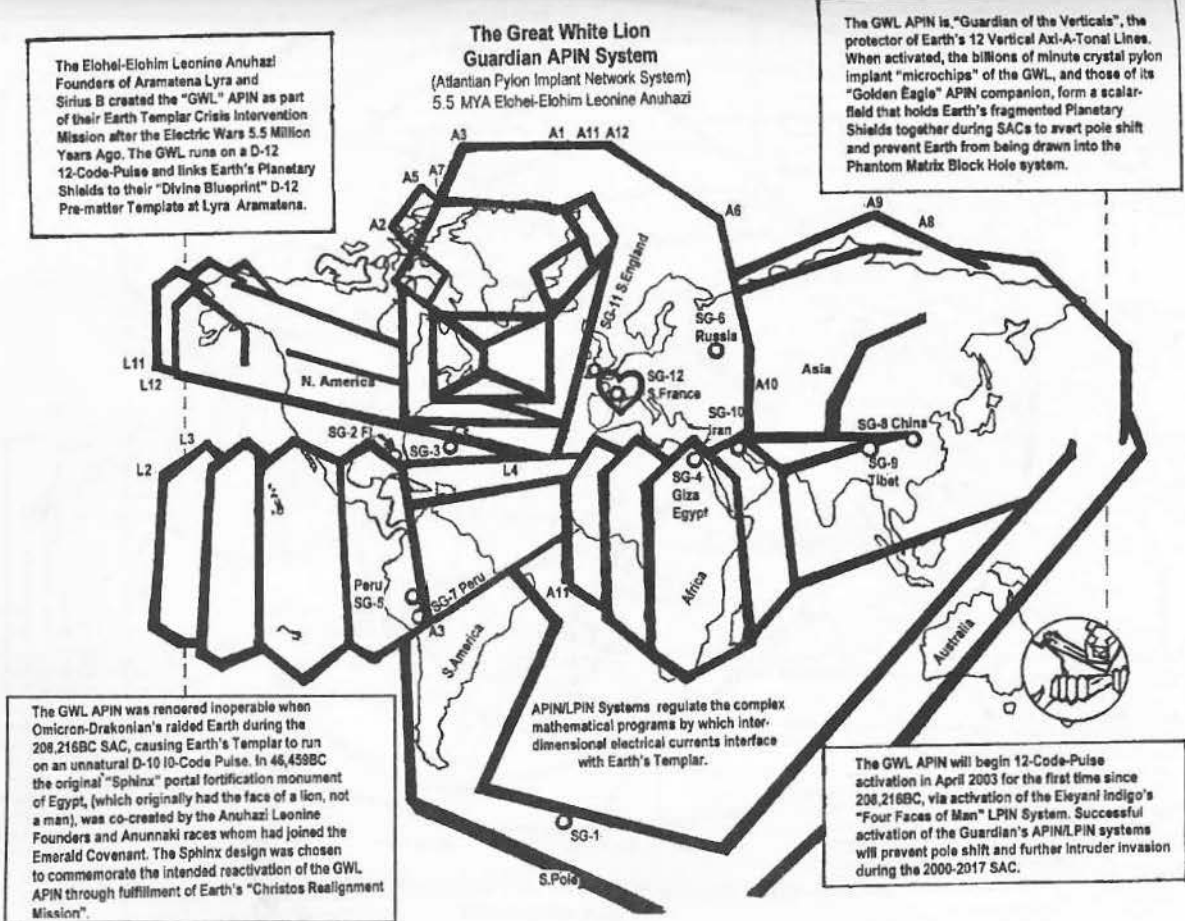 The Great White Lion
Guardian APIN System
(Atlantian Pylon Implant Network System)
5.5 MYA Elohei-Elohim Leonine Anuhazi
The Elohei-Elohim Leonine Anuhazi
Founders of Aramatena Lyra and
Sirius B created the "GWL" APIN as part
of their Earth Templar Crisis Intervention
Mission after the Electric Wars 5.5 Million
Years Ago. The GWL runs on a D-12
12-Code-Pulse and links Earth's Planetary
Shields to their "Divine Blueprint" D-12
Pre-matter Template at Lyra Aramatena.
The GWL APIN is, "Guardian of the Verticals", the
protector of Earth's 12 Vertical Axi-A-Tonal Lines.
When activated, the billions of minute crystal pylon
implant "microchips" of the GWL, and those of its
"Golden Eagle" APIN companion, form a scalar-
field that holds Earth's fragmented Planetary
Shields together during SACs to avert pole shift
and prevent Earth from being drawn into the
Phantom Matrix Block Hole system.
A3
A1 A11 A12
A5
A7
A2
A6
A9
A8
SG-11 S.England
SG-6
Russia
L11
L12
N. America
SG-12
S.France
A10
Asia
SG-2 Fl
SG-3
SG-10
Iran
SG-8 China
L3
L2
L4
SG-4
Giza
Egypt
SG-9
Tibet
Peru
SG-5
SG-7 Peru
A3
A11
Africa
S.America
Australia
APIN/LPIN Systems regulate the complex
mathematical programs by which inter-
dimensional electrical currents interface
with Earth's Templar.
SG-1
S.Pole
The GWL APIN was rendered inoperable when
Omicron-Drakonian's raided Earth during the
208,216BC SAC, causing Earth's Templar to run
on an unnatural D-10 I0-Code Pulse. In 46,459BC
the original "Sphinx" portal fortification monument
of Egypt, (which originally had the face of a lion, not
a man), was co-created by the Anuhazi Leonine
Founders and Anunnaki races whom had joined the
Emerald Covenant. The Sphinx design was chosen
to commemorate the intended reactivation of the GWL
APIN through fulfillment of Earth's "Christos Realignment
Mission".
The GWL APIN will begin 12-Code-Pulse
activation in April 2003 for the first time since
208,216BC, via activation of the Eieyani Indigo's
"Four Faces of Man" LPIN System. Successful
activation of the Guardian's APIN/LPIN systems
will prevent pole shift and further Intruder invasion
during the 2000-2017 SAC.